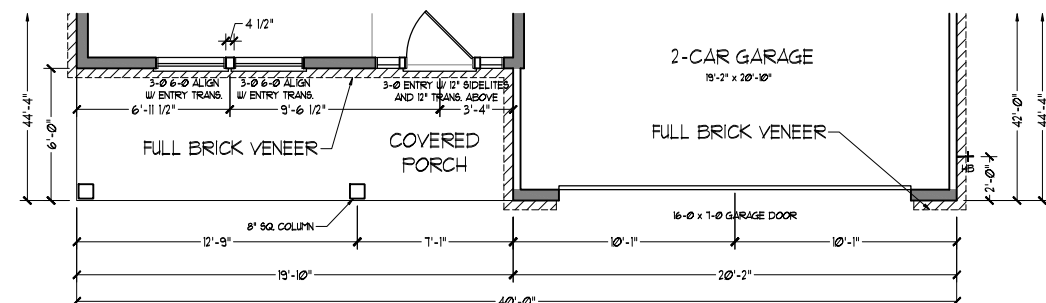 4 1/2"
2-CAR GARAGE
19'-2" x 20'-10"
3-0 6-0 ALIGN
W/ ENTRY TRANS.
3-0 6-0 ALIGN
W/ ENTRY TRANS.
3-0 ENTRY W/ 12" SIDELITES
AND 12" TRANS. ABOVE
6'-11 1/2"
9'-6 1/2"
3'-4"
44'-4"
6'-0"
FULL BRICK VENEER
COVERED
PORCH
FULL BRICK VENEER
42'-0"
44'-4"
HB
2'-0"
8" SQ. COLUMN
16-0 x 7-0 GARAGE DOOR
12'-9"
7'-1"
10'-1"
10'-1"
19'-10"
20'-2"
40'-0"